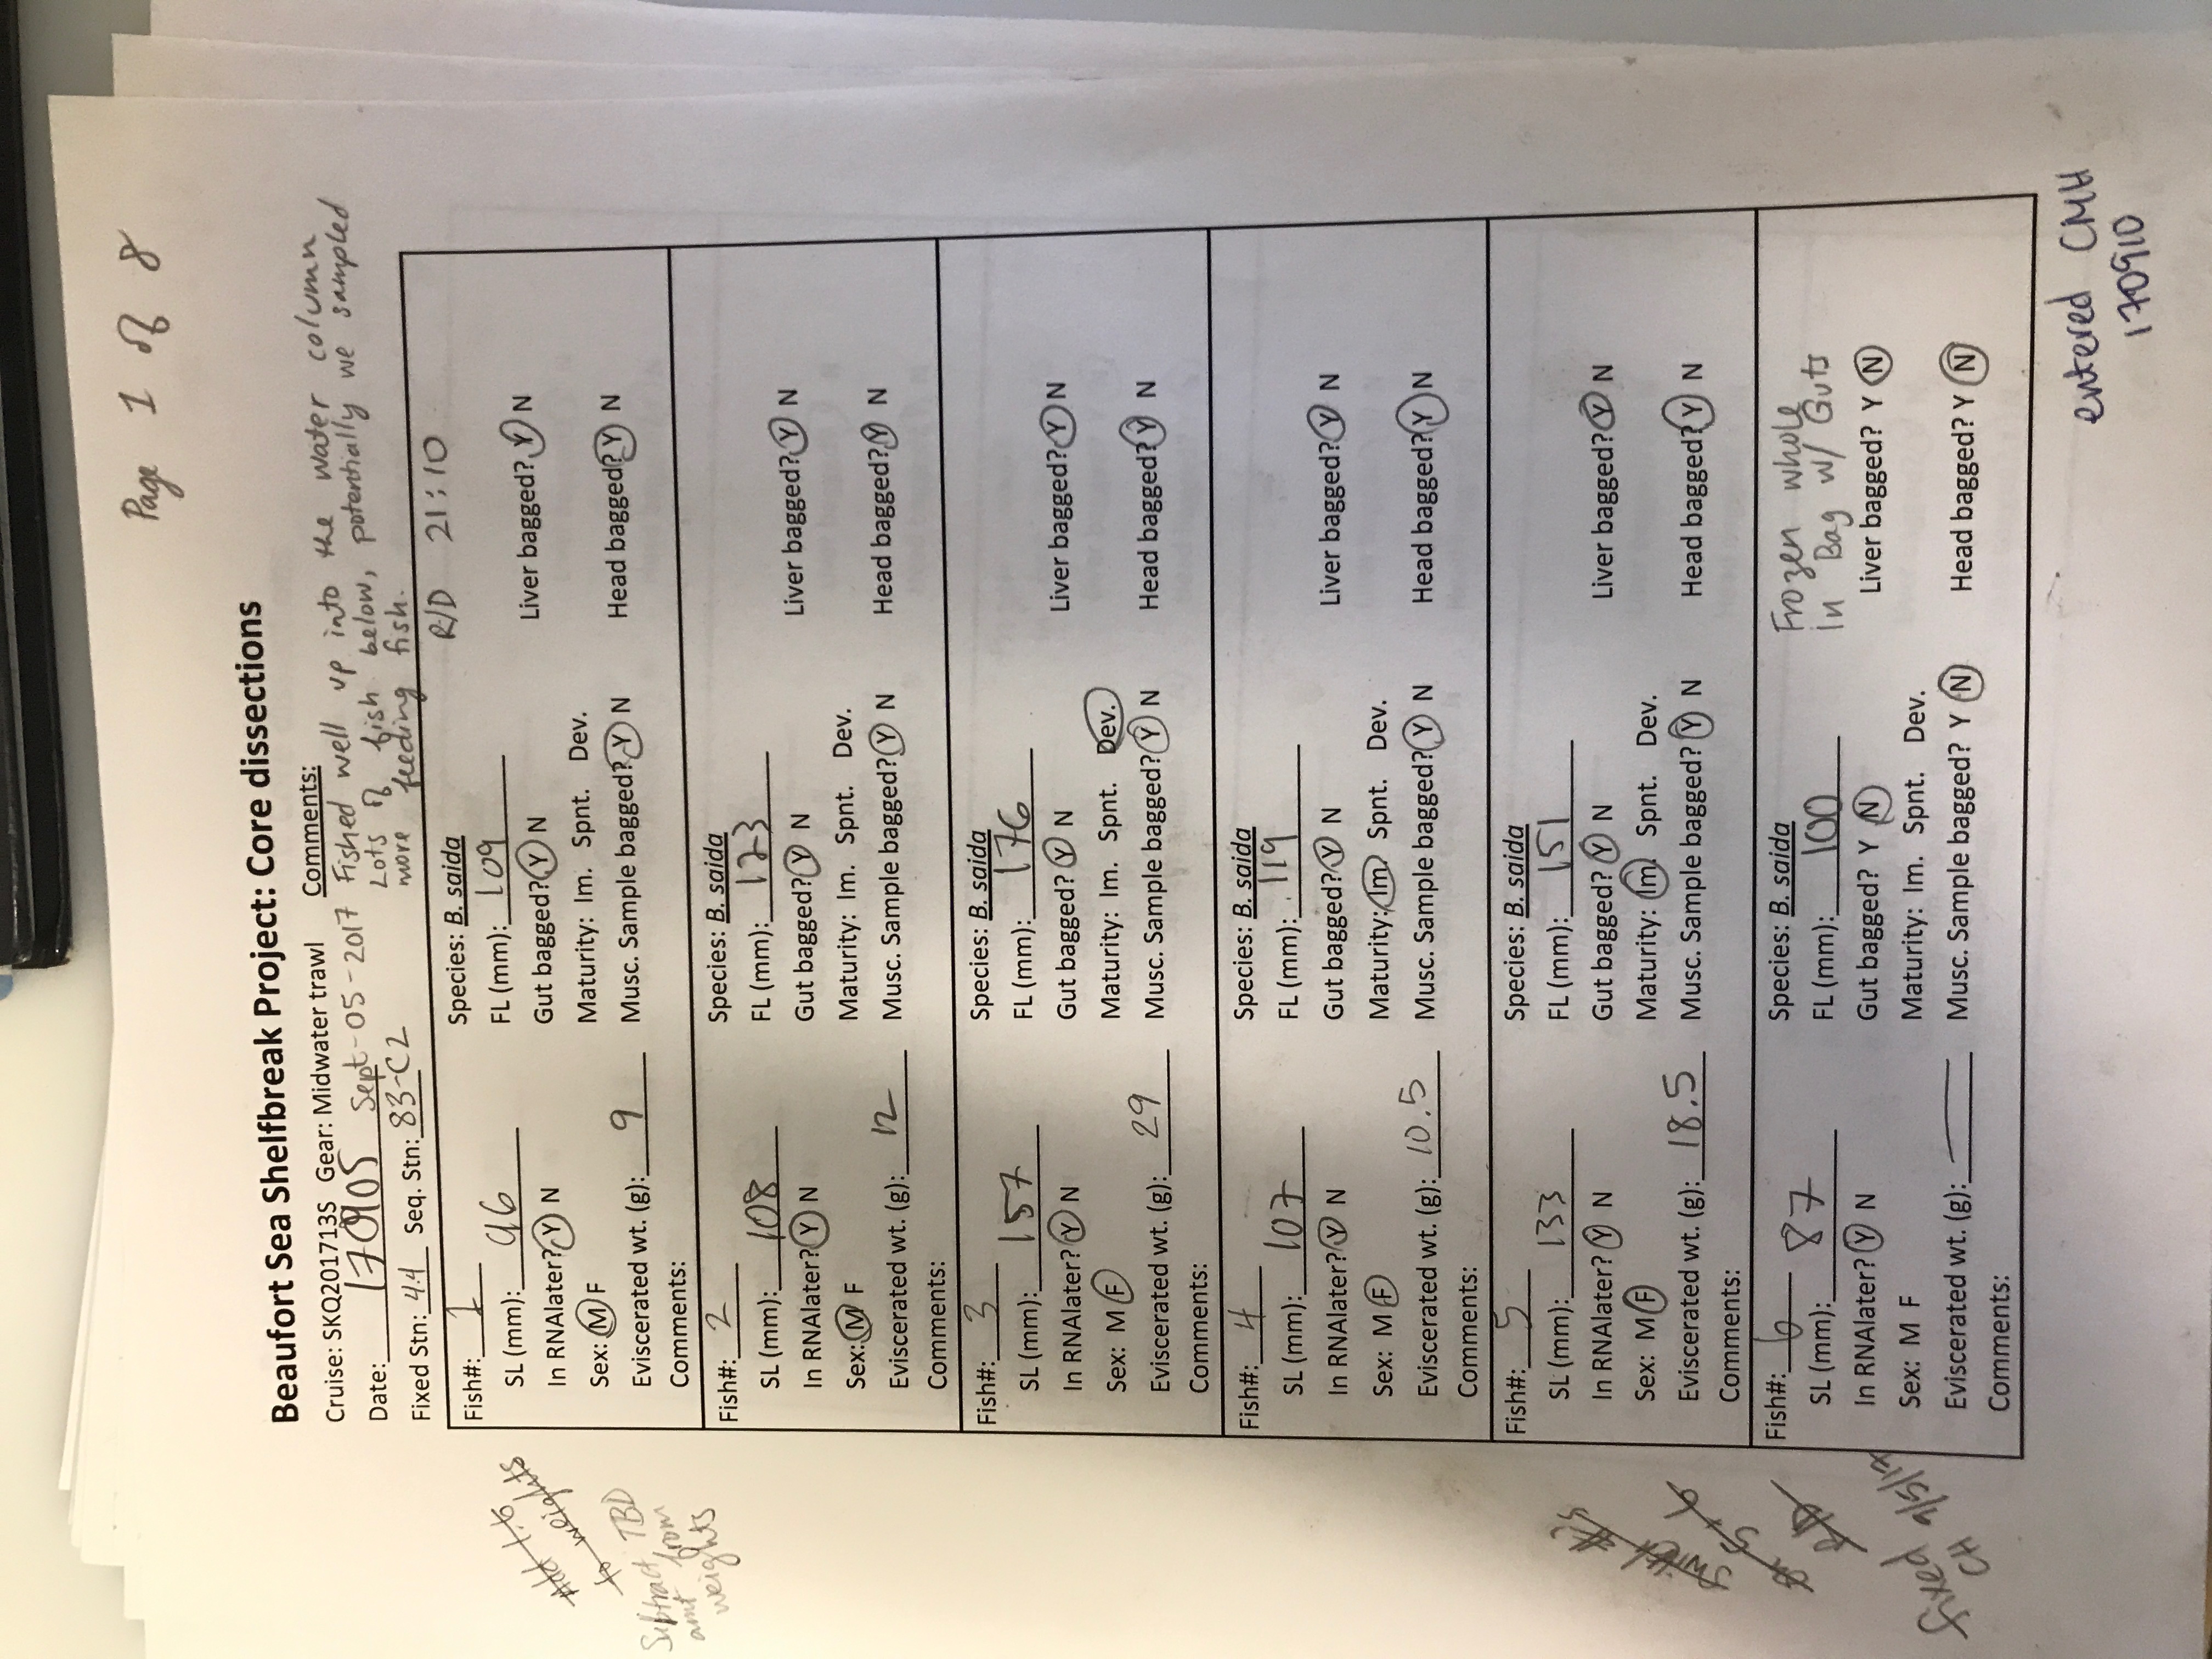 Page 1 of 8
Beaufort Sea Shelfbreak Project: Core dissections
Cruise: SKQ201713S Gear: Midwater trawl Comments:
Date: 170905 Sept-05-2017 Fished well up into the water column
Lots of fish below, potentially we sampled
Fixed Stn: 4.4 Seq. Stn: 83-C2 more feeding fish.
R/D 21:10
Add 1.6
to weights
Subtract TBD
amt from
weights
Fish#: 1 Species: B. saida
SL (mm): 96 FL (mm): 109
In RNAlater? Y N Gut bagged? Y N Liver bagged? Y N
Sex: M F Maturity: Im. Spnt. Dev.
Eviscerated wt. (g): 9 Musc. Sample bagged? Y N Head bagged? Y N
Comments:
Fish#: 2 Species: B. saida
SL (mm): 108 FL (mm): 123
In RNAlater? Y N Gut bagged? Y N Liver bagged? Y N
Sex: M F Maturity: Im. Spnt. Dev.
Eviscerated wt. (g): 12 Musc. Sample bagged? Y N Head bagged? Y N
Comments:
Fish#: 3 Species: B. saida
SL (mm): 157 FL (mm): 176
In RNAlater? Y N Gut bagged? Y N Liver bagged? Y N
Sex: M F Maturity: Im. Spnt. Dev.
Eviscerated wt. (g): 29 Musc. Sample bagged? Y N Head bagged? Y N
Comments:
Fish#: 4 Species: B. saida
SL (mm): 107 FL (mm): 119
In RNAlater? Y N Gut bagged? Y N Liver bagged? Y N
Sex: M F Maturity: Im. Spnt. Dev.
Eviscerated wt. (g): 10.5 Musc. Sample bagged? Y N Head bagged? Y N
Comments:
#'s
5 + 6
Fish#: 5 Species: B. saida
SL (mm): 133 FL (mm): 151
In RNAlater? Y N Gut bagged? Y N Liver bagged? Y N
Sex: M F Maturity: Im. Spnt. Dev.
Eviscerated wt. (g): 18.5 Musc. Sample bagged? Y N Head bagged? Y N
Comments:
fixed 9/5/17
CH
Fish#: 6 Species: B. saida Frozen whole
SL (mm): 87 FL (mm): 100 in Bag w/ Guts
In RNAlater? Y N Gut bagged? Y N Liver bagged? Y N
Sex: M F Maturity: Im. Spnt. Dev.
Eviscerated wt. (g): — Musc. Sample bagged? Y N Head bagged? Y N
Comments:
entered CMH
170910